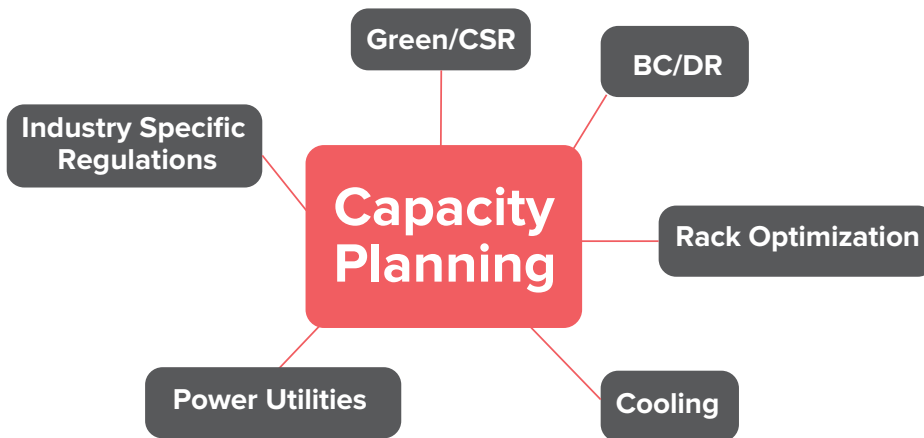 Green/CSR
BC/DR
Industry Specific
Regulations
Capacity
Planning
Rack Optimization
Power Utilities
Cooling